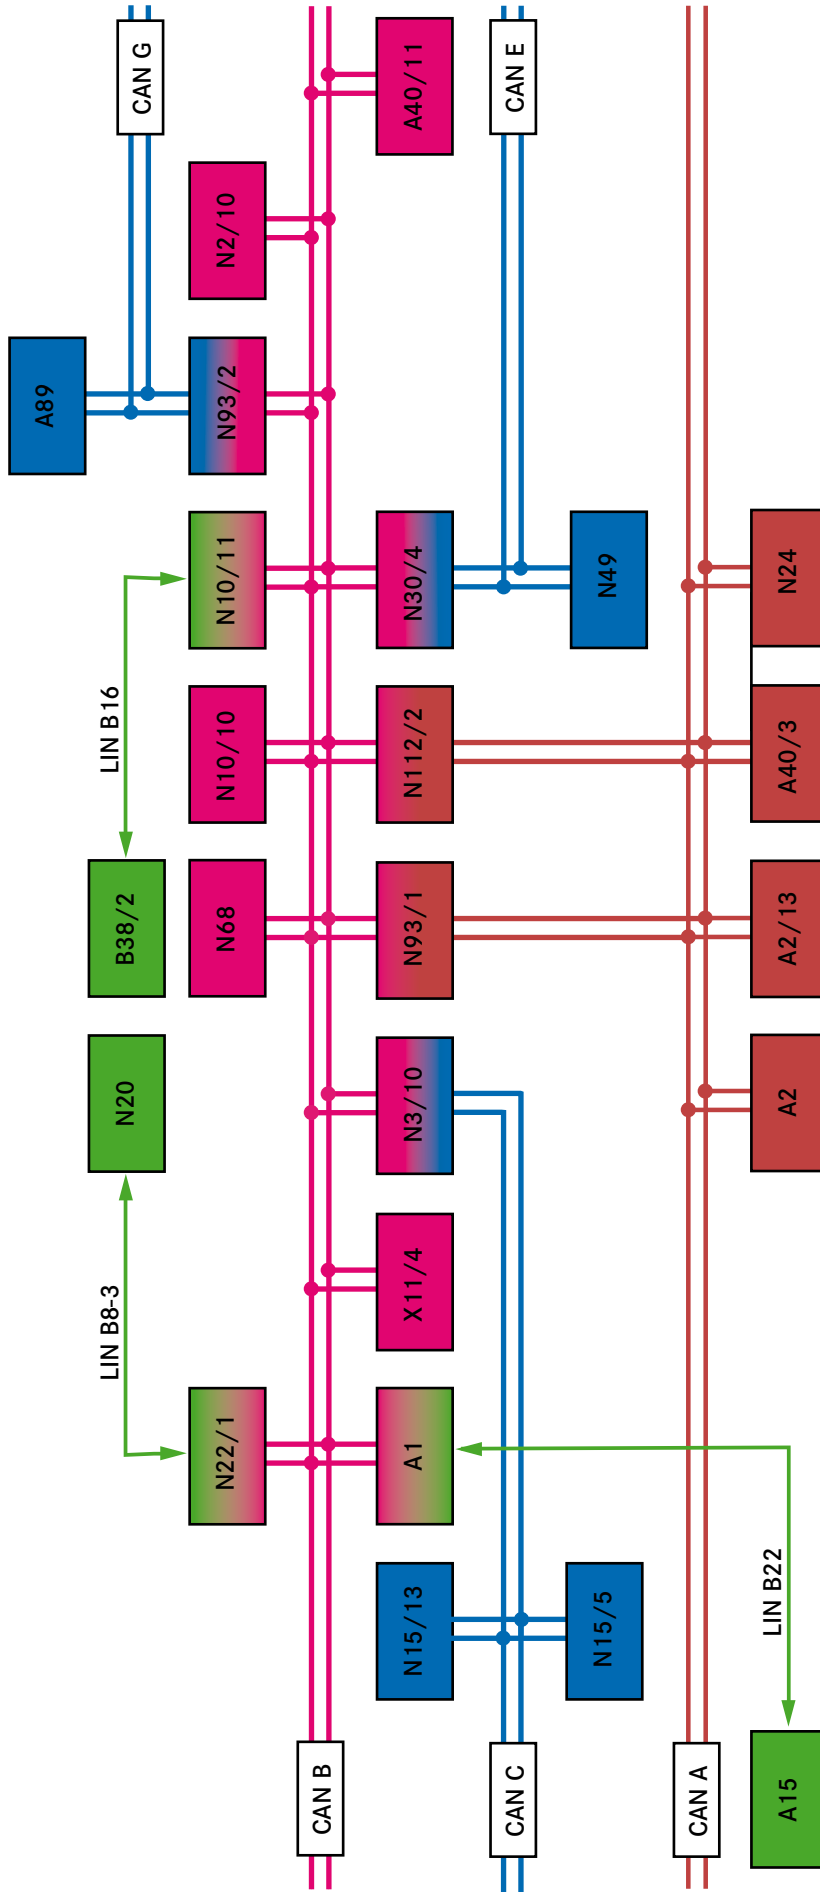 A89
CAN G
N20
LIN B8-3
B38/2
LIN B16
N22/1
N68
N10/10
N10/11
N93/2
N2/10
CAN B
A1
X11/4
N3/10
N93/1
N112/2
N30/4
A40/11
N15/13
CAN C
CAN E
N15/5
N49
CAN A
LIN B22
A15
A2
A2/13
A40/3
N24